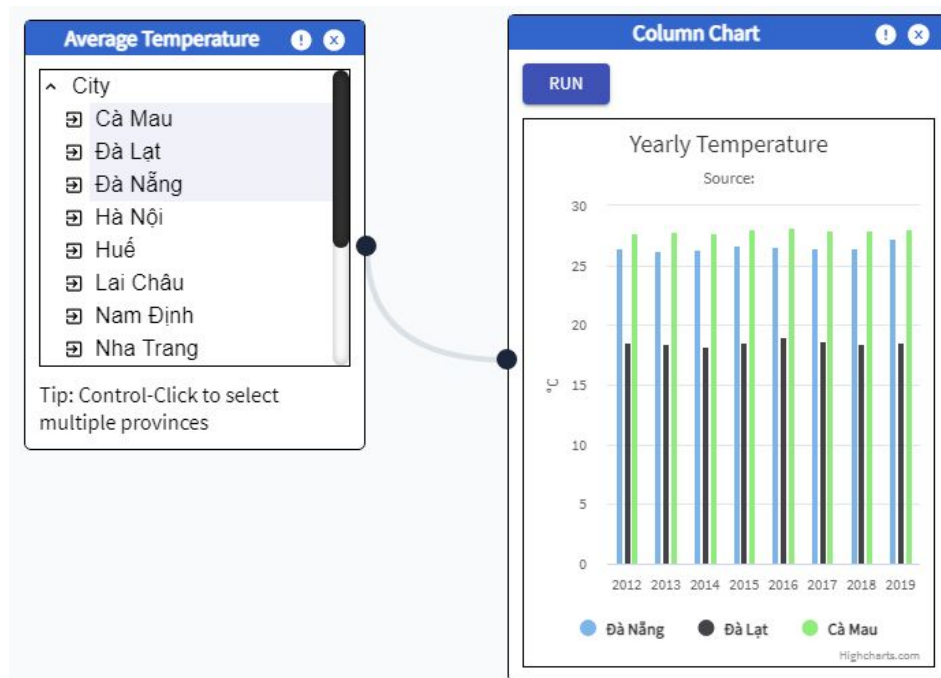 Average Temperature
City
Cà Mau
Đà Lạt
Đà Nẵng
Hà Nội
Huế
Lai Châu
Nam Định
Nha Trang
Tip: Control-Click to select
multiple provinces
Column Chart
RUN
Yearly Temperature
Source:
30
25
20
15
10
5
0
°C
2012 2013 2014 2015 2016 2017 2018 2019
Đà Nẵng Đà Lạt Cà Mau
Highcharts.com